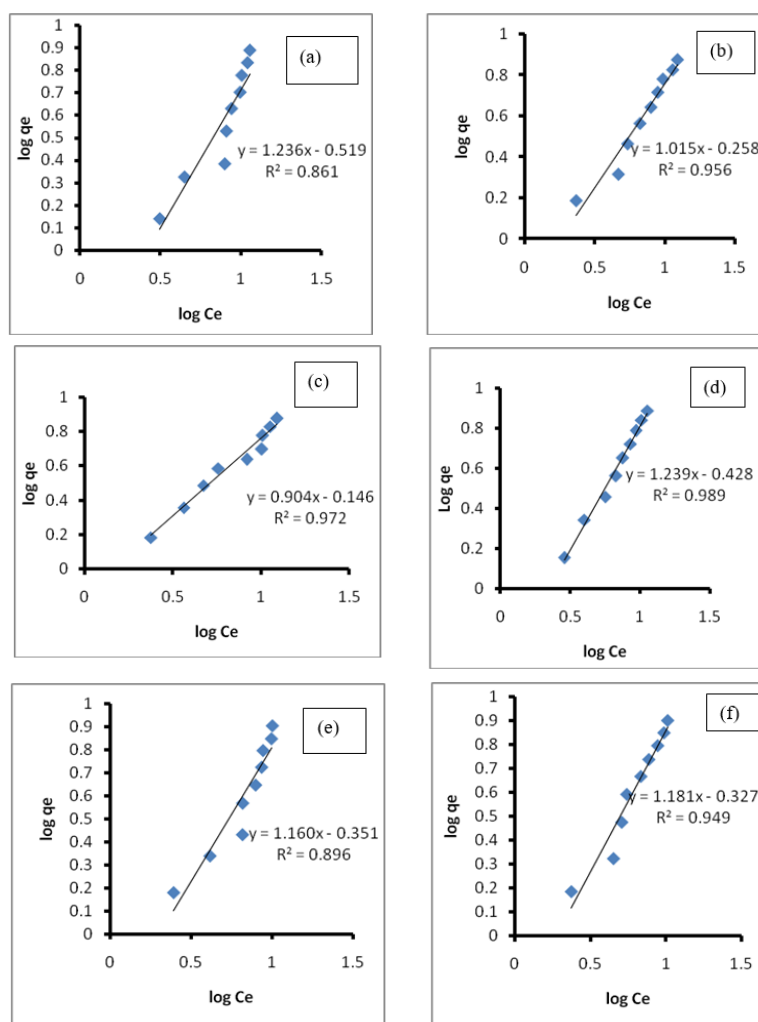 (a)
log qe
0.9
0.8
0.7
0.6
0.5
0.4
0.3
0.2
0.1
0
y = 1.236x - 0.519
R² = 0.861
0 0.5 1 1.5
log Ce
(b)
log qe
1
0.8
0.6
0.4
0.2
0
y = 1.015x - 0.258
R² = 0.956
0 0.5 1 1.5
log Ce
(c)
log qe
1
0.8
0.6
0.4
0.2
0
y = 0.904x - 0.146
R² = 0.972
0 0.5 1 1.5
log Ce
(d)
Log qe
1
0.8
0.6
0.4
0.2
0
y = 1.239x - 0.428
R² = 0.989
0 0.5 1 1.5
log Ce
(e)
log qe
1
0.9
0.8
0.7
0.6
0.5
0.4
0.3
0.2
0.1
0
y = 1.160x - 0.351
R² = 0.896
0 0.5 1 1.5
log Ce
(f)
log qe
1
0.9
0.8
0.7
0.6
0.5
0.4
0.3
0.2
0.1
0
y = 1.181x - 0.327
R² = 0.949
0 0.5 1 1.5
log Ce